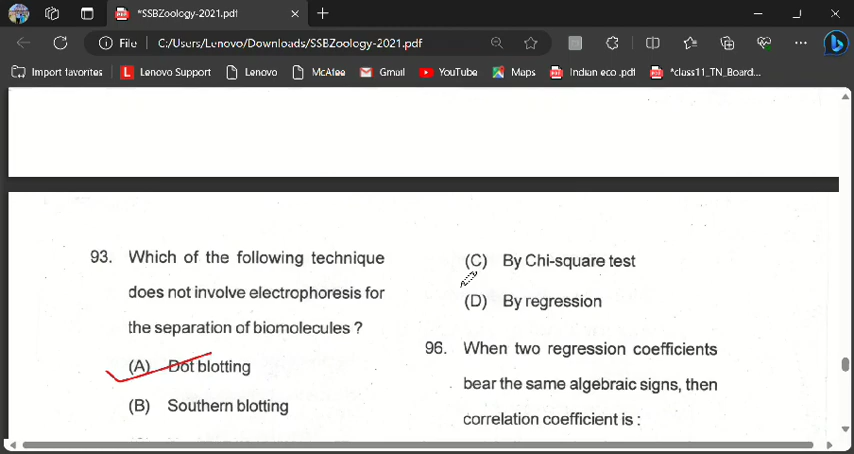 *SSBZoology-2021.pdf
File
C:/Users/Lenovo/Downloads/SSBZoology-2021.pdf
Import favorites
L Lenovo Support
Lenovo
McAfee
Gmail
YouTube
Maps
Indian eco .pdf
*class11_TN_Board...
93. Which of the following technique
does not involve electrophoresis for
the separation of biomolecules ?
(A) Dot blotting
(B) Southern blotting
(C) By Chi-square test
(D) By regression
96. When two regression coefficients
bear the same algebraic signs, then
correlation coefficient is :